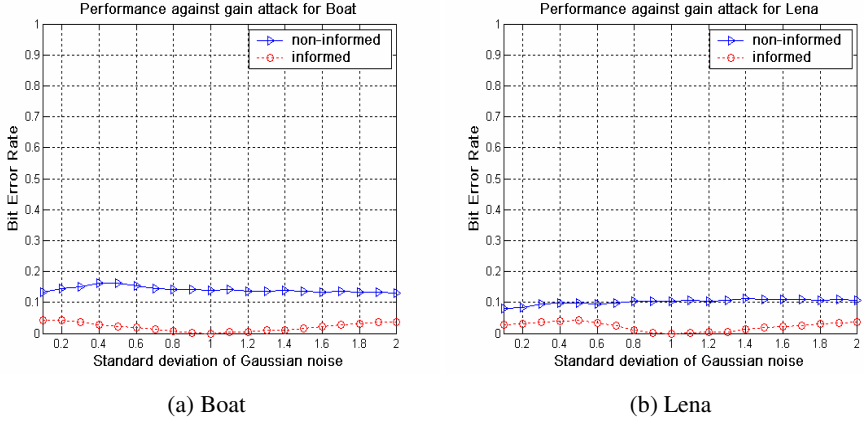 Performance against gain attack for Boat
1
0.9
0.8
0.7
0.6
0.5
0.4
0.3
0.2
0.1
0
Bit Error Rate
non-informed
informed
0.2 0.4 0.6 0.8 1 1.2 1.4 1.6 1.8 2
Standard deviation of Gaussian noise
(a) Boat
Performance against gain attack for Lena
1
0.9
0.8
0.7
0.6
0.5
0.4
0.3
0.2
0.1
0
Bit Error Rate
non-informed
informed
0.2 0.4 0.6 0.8 1 1.2 1.4 1.6 1.8 2
Standard deviation of Gaussian noise
(b) Lena